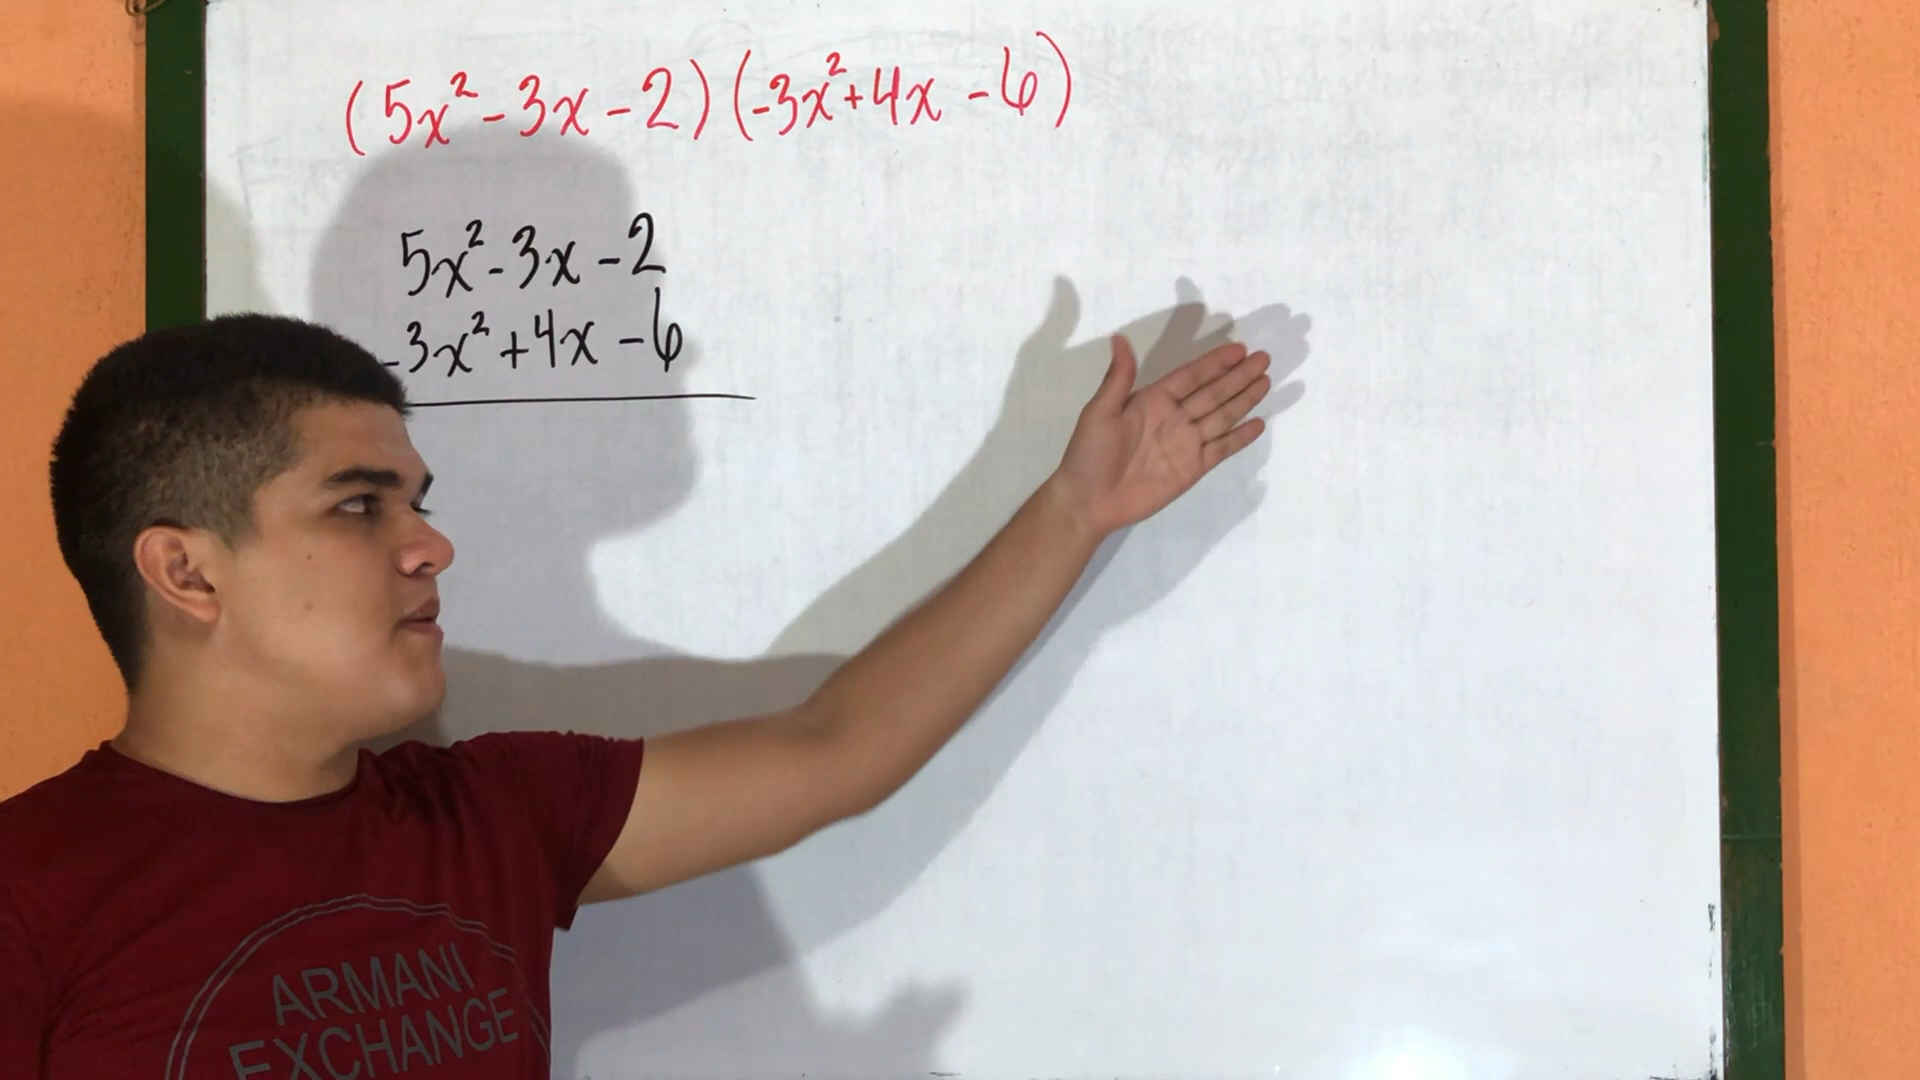 (5x² - 3x - 2)(-3x² + 4x - 6)
5x² - 3x - 2
-3x² + 4x - 6
ARMANI
EXCHANGE